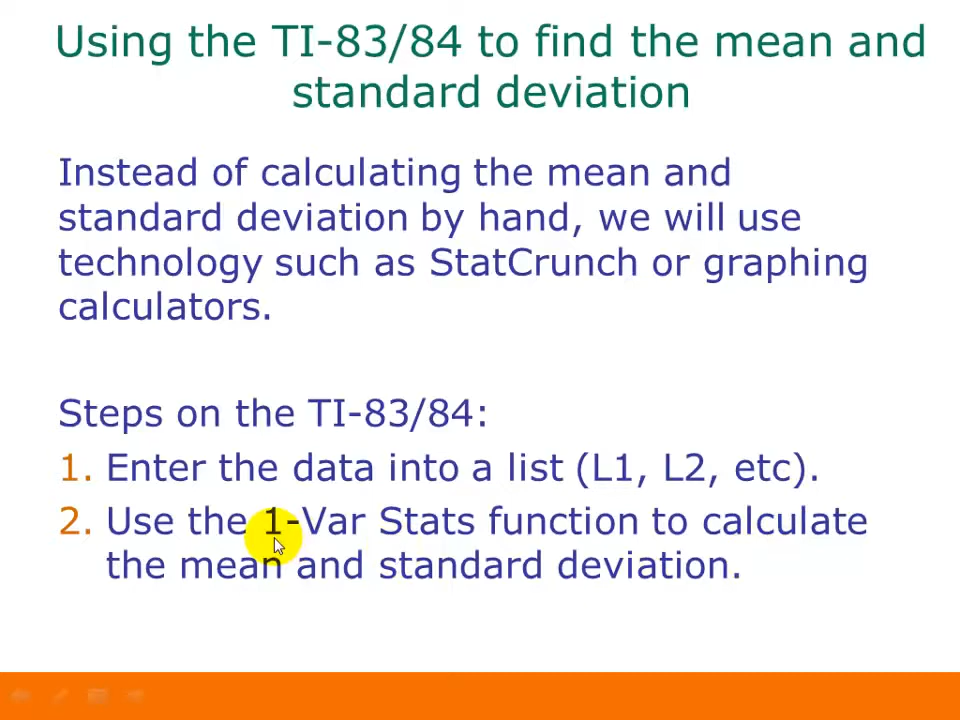 Using the TI-83/84 to find the mean and
standard deviation
Instead of calculating the mean and
standard deviation by hand, we will use
technology such as StatCrunch or graphing
calculators.
Steps on the TI-83/84:
1. Enter the data into a list (L1, L2, etc).
2. Use the 1-Var Stats function to calculate
the mean and standard deviation.